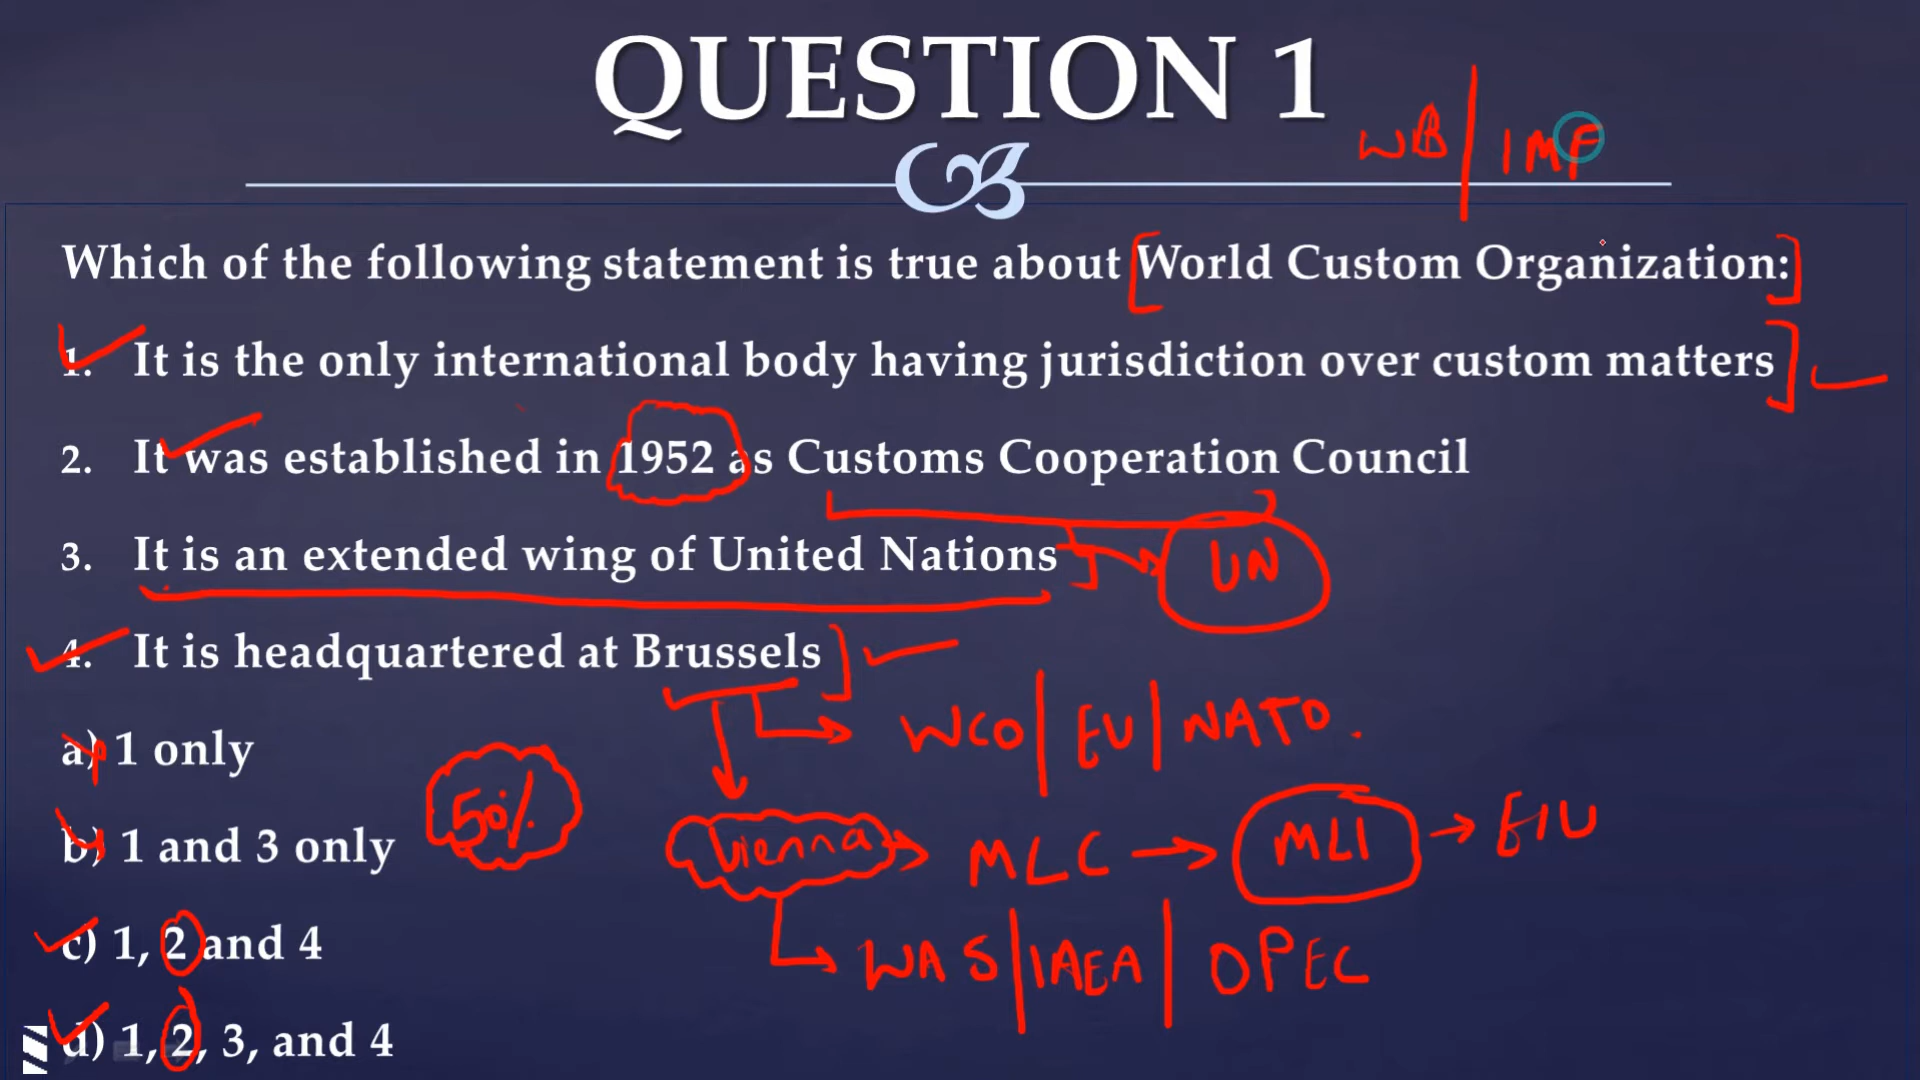 QUESTION 1
WB | IMF
Which of the following statement is true about [World Custom Organization:]
1. It is the only international body having jurisdiction over custom matters
2. It was established in 1952 as Customs Cooperation Council
3. It is an extended wing of United Nations
UN
4. It is headquartered at Brussels
WCO | EU | NATO.
a) 1 only
50%
b) 1 and 3 only
Vienna MLC → MLI → EIU
c) 1, 2 and 4
WAS | IAEA | OPEC
d) 1, 2, 3, and 4